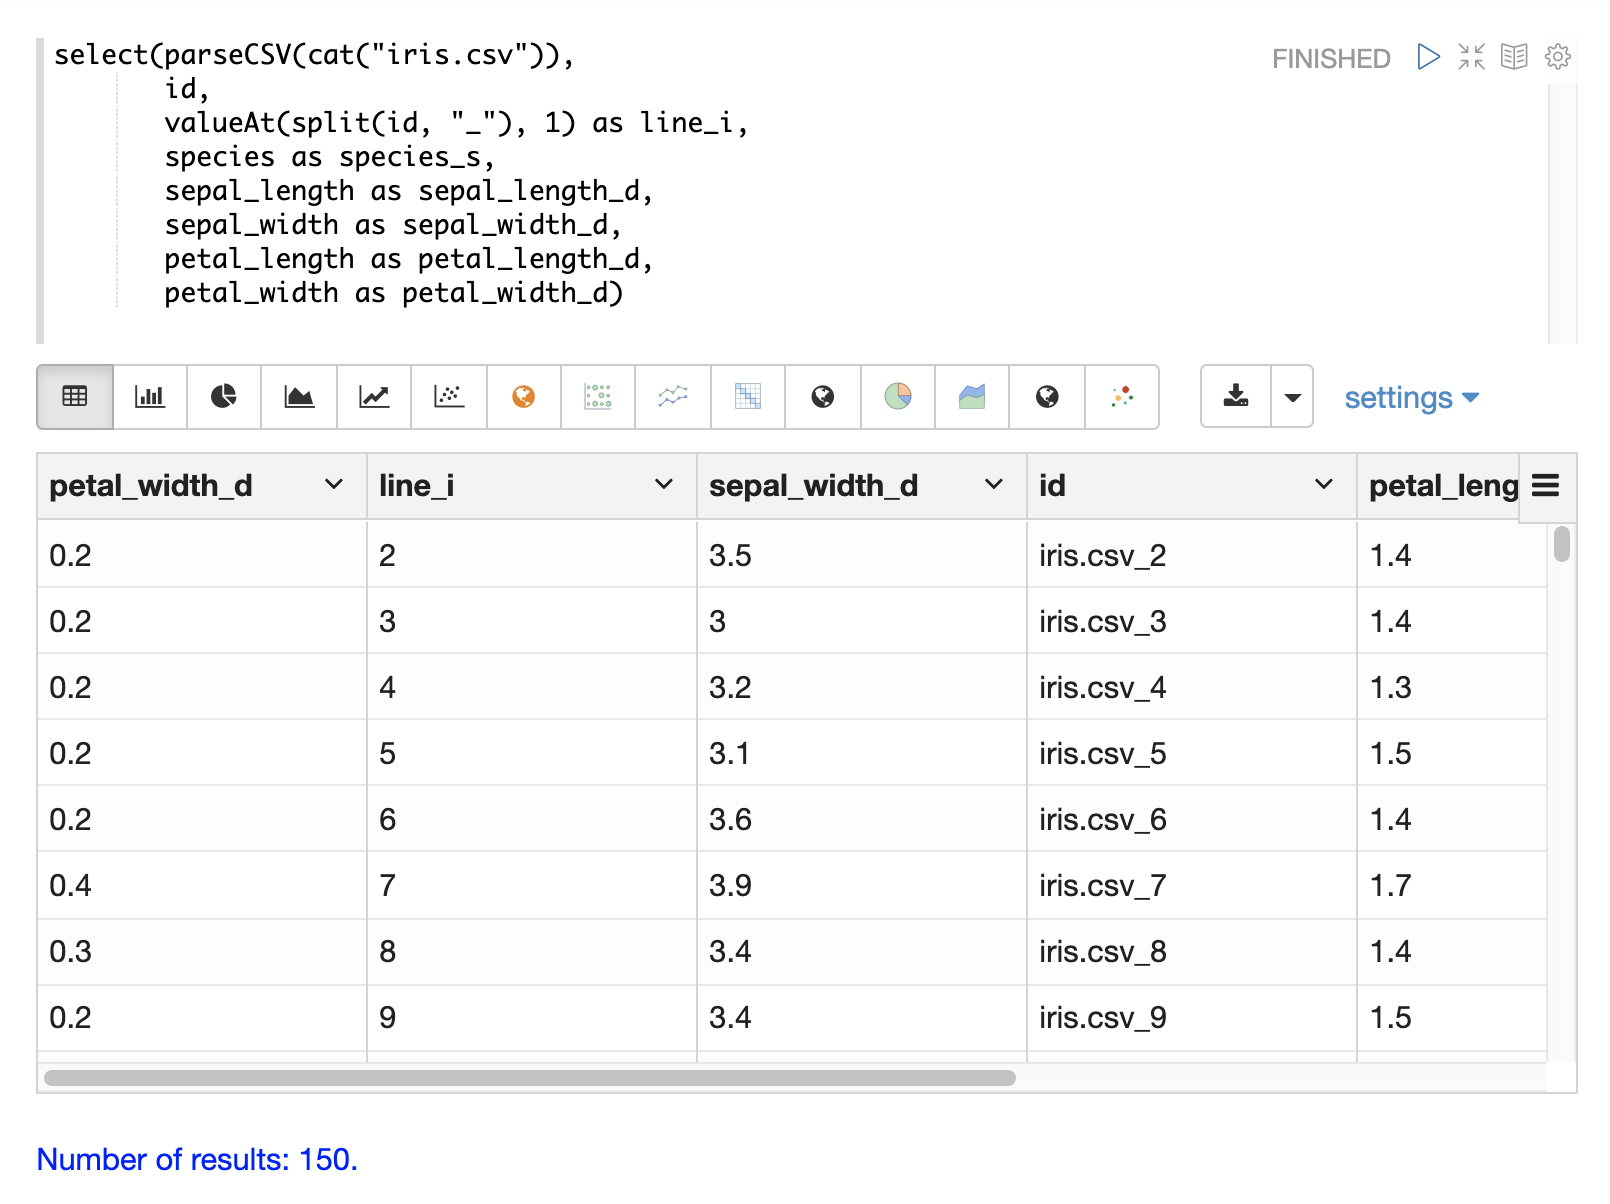 select(parseCSV(cat("iris.csv")),
id,
valueAt(split(id, "_"), 1) as line_i,
species as species_s,
sepal_length as sepal_length_d,
sepal_width as sepal_width_d,
petal_length as petal_length_d,
petal_width as petal_width_d)
FINISHED
settings
petal_width_d line_i sepal_width_d id petal_leng
0.2 2 3.5 iris.csv_2 1.4
0.2 3 3 iris.csv_3 1.4
0.2 4 3.2 iris.csv_4 1.3
0.2 5 3.1 iris.csv_5 1.5
0.2 6 3.6 iris.csv_6 1.4
0.4 7 3.9 iris.csv_7 1.7
0.3 8 3.4 iris.csv_8 1.4
0.2 9 3.4 iris.csv_9 1.5
Number of results: 150.